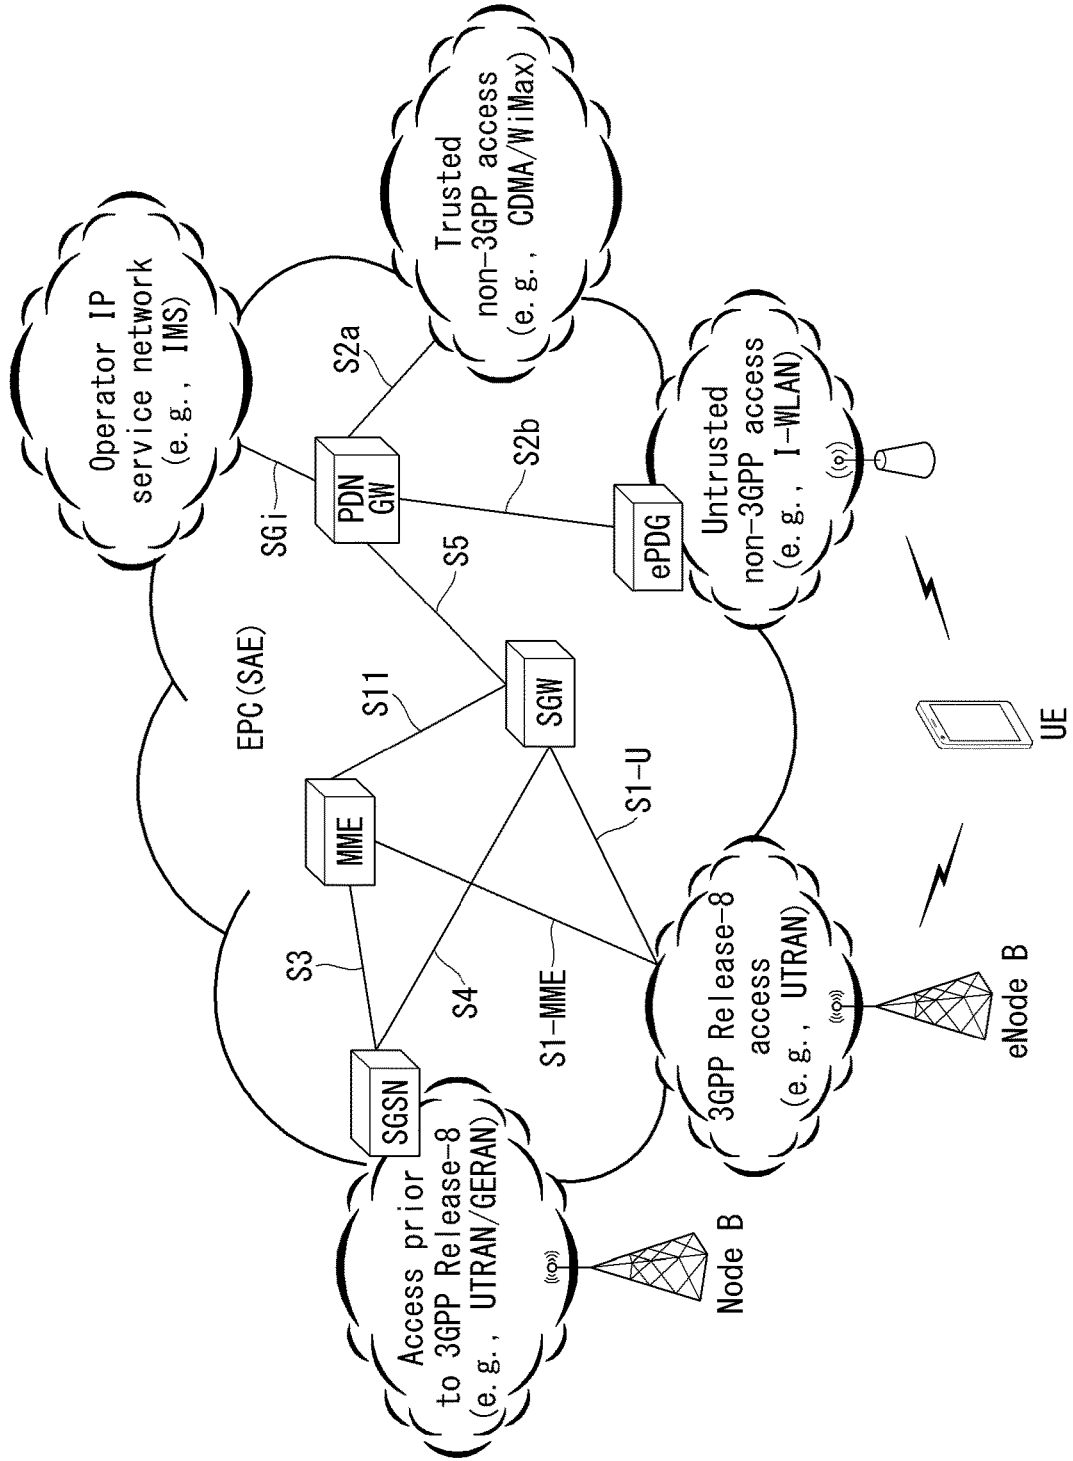 Operator IP
service network
(e.g., IMS)
EPC(SAE)
SGi
S2a
Trusted
non-3GPP access
(e.g., CDMA/WiMax)
PDN
GW
S5
S2b
S11
MME
S3
SGW
ePDG
SGSN
S4
S1-MME
S1-U
Access prior
to 3GPP Release-8
(e.g., UTRAN/GERAN)
3GPP Release-8
access
(e.g., UTRAN)
Untrusted
non-3GPP access
(e.g., I-WLAN)
Node B
eNode B
UE